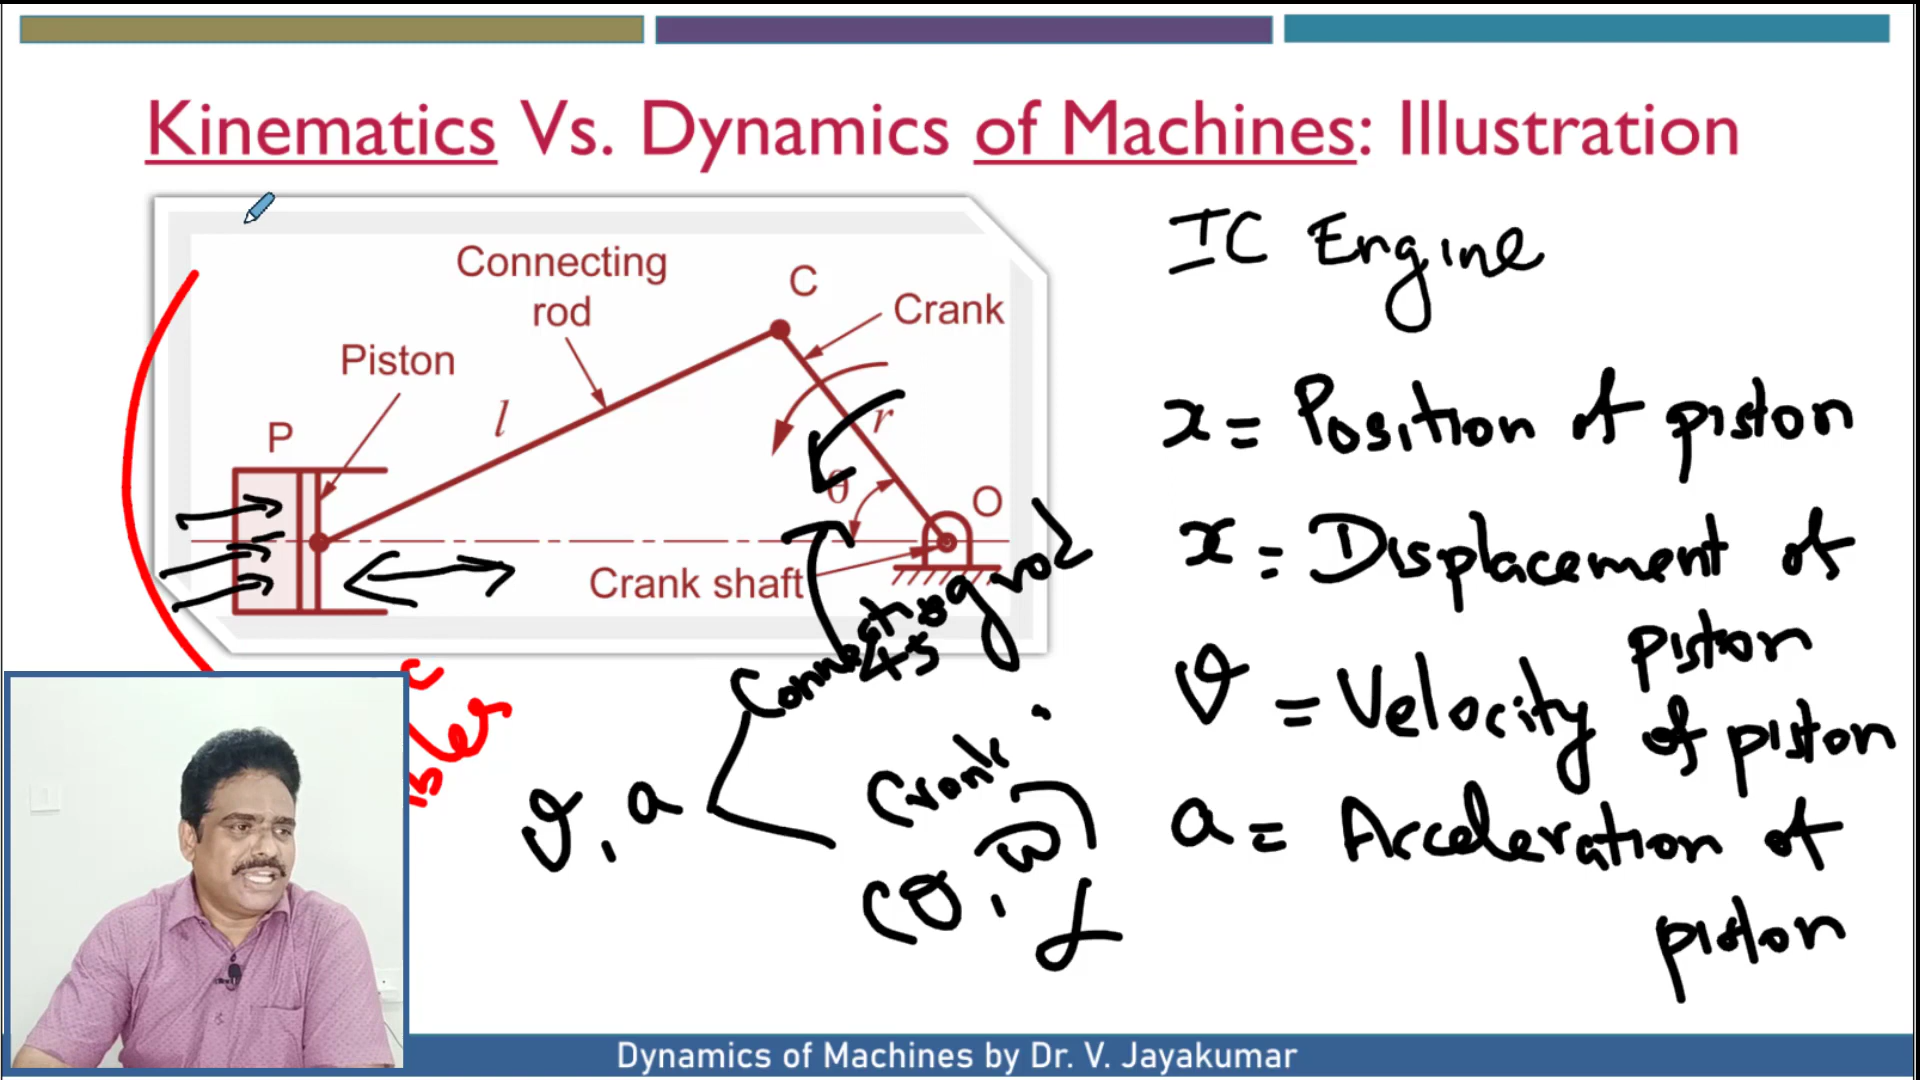 Kinematics Vs. Dynamics of Machines: Illustration
Connecting
rod
C
Crank
Piston
l
r
P
θ
O
Crank shaft
IC Engine
x = Position of piston
x = Displacement of
piston
v = Velocity of piston
a = Acceleration of
piston
Connecting rod
45
v, a
Crank
θ, ω
α
Dynamics of Machines by Dr. V. Jayakumar